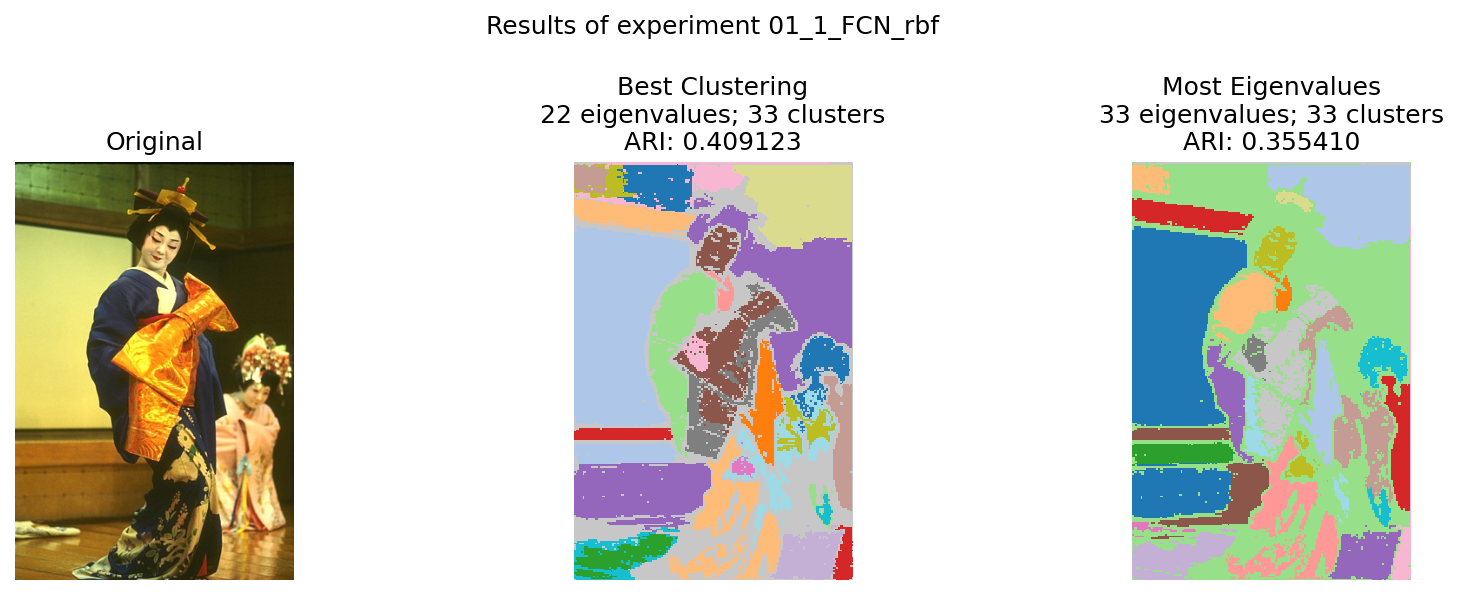 Results of experiment 01_1_FCN_rbf
Original
Best Clustering
22 eigenvalues; 33 clusters
ARI: 0.409123
Most Eigenvalues
33 eigenvalues; 33 clusters
ARI: 0.355410